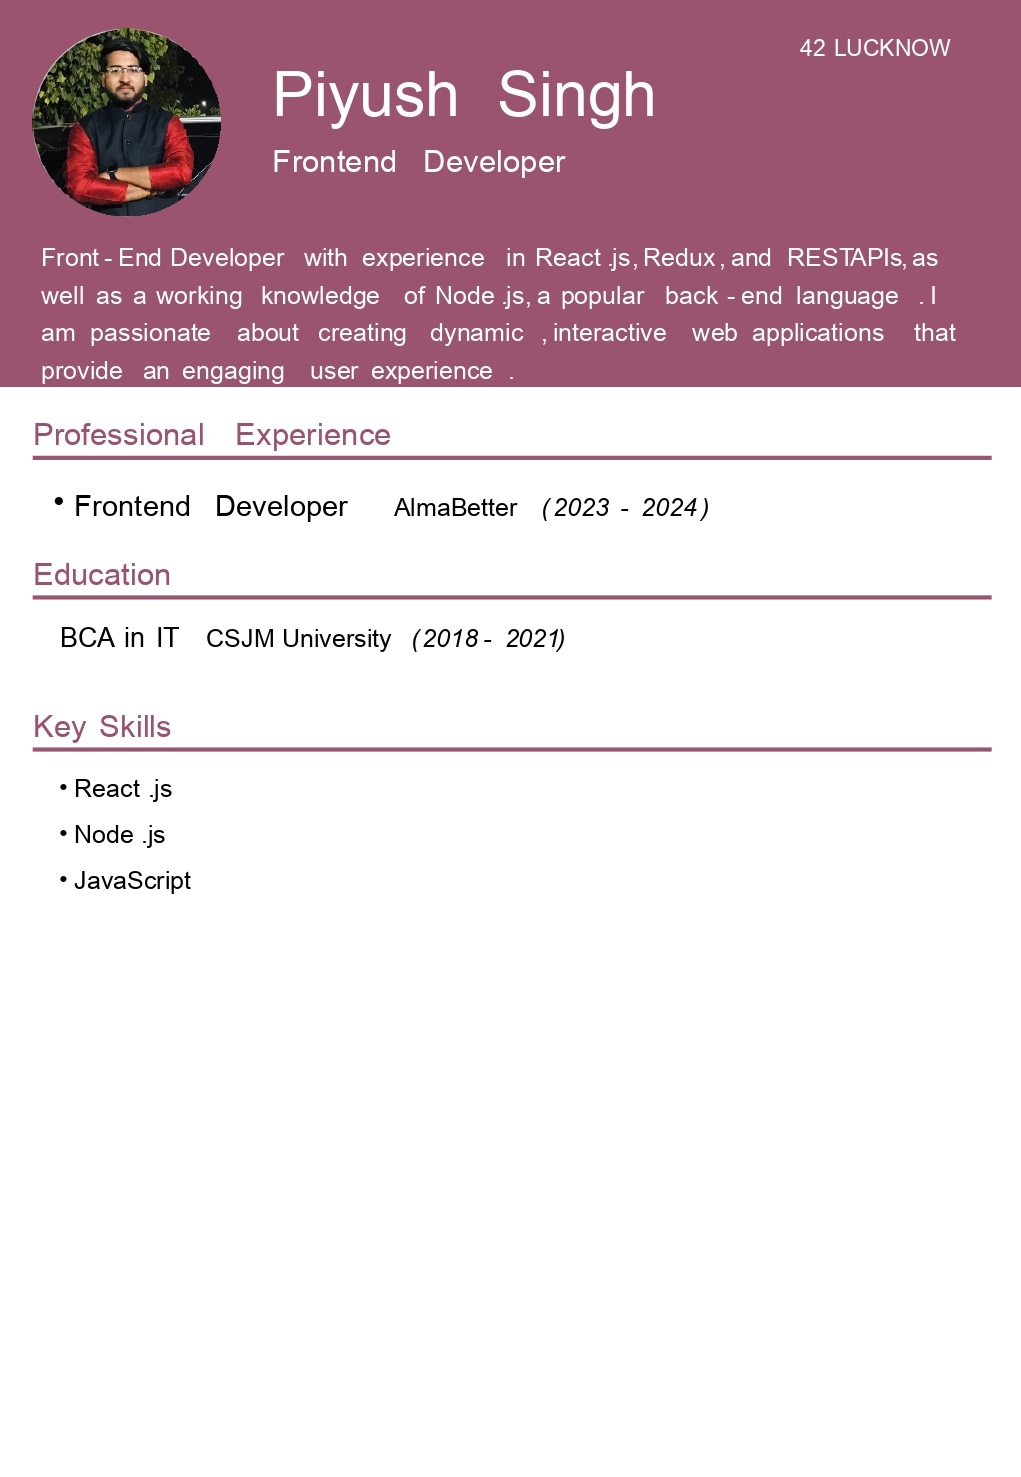 42 LUCKNOW
Piyush Singh
Frontend Developer
Front - End Developer with experience in React .js, Redux , and RESTAPIs, as
well as a working knowledge of Node .js, a popular back - end language . I
am passionate about creating dynamic , interactive web applications that
provide an engaging user experience .
Professional Experience
• Frontend Developer AlmaBetter (2023 - 2024)
Education
BCA in IT CSJM University (2018 - 2021)
Key Skills
• React .js
• Node .js
• JavaScript